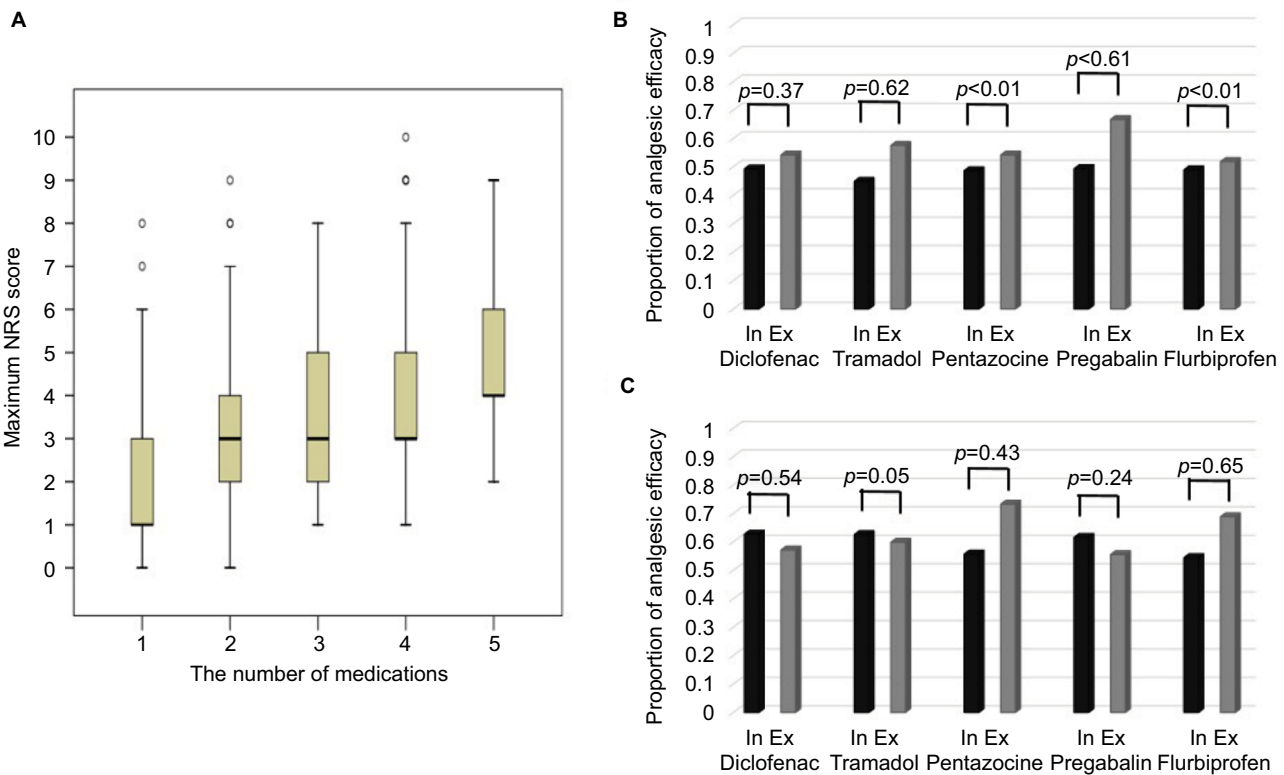 A
Maximum NRS score
10
9
8
7
6
5
4
3
2
1
0
1 2 3 4 5
The number of medications
B
Proportion of analgesic efficacy
1
0.9
0.8
0.7
0.6
0.5
0.4
0.3
0.2
0.1
0
p=0.37
p=0.62
p<0.01
p<0.61
p<0.01
In Ex In Ex In Ex In Ex In Ex
Diclofenac Tramadol Pentazocine Pregabalin Flurbiprofen
C
Proportion of analgesic efficacy
1
0.9
0.8
0.7
0.6
0.5
0.4
0.3
0.2
0.1
0
p=0.54
p=0.05
p=0.43
p=0.24
p=0.65
In Ex In Ex In Ex In Ex In Ex
Diclofenac Tramadol Pentazocine Pregabalin Flurbiprofen